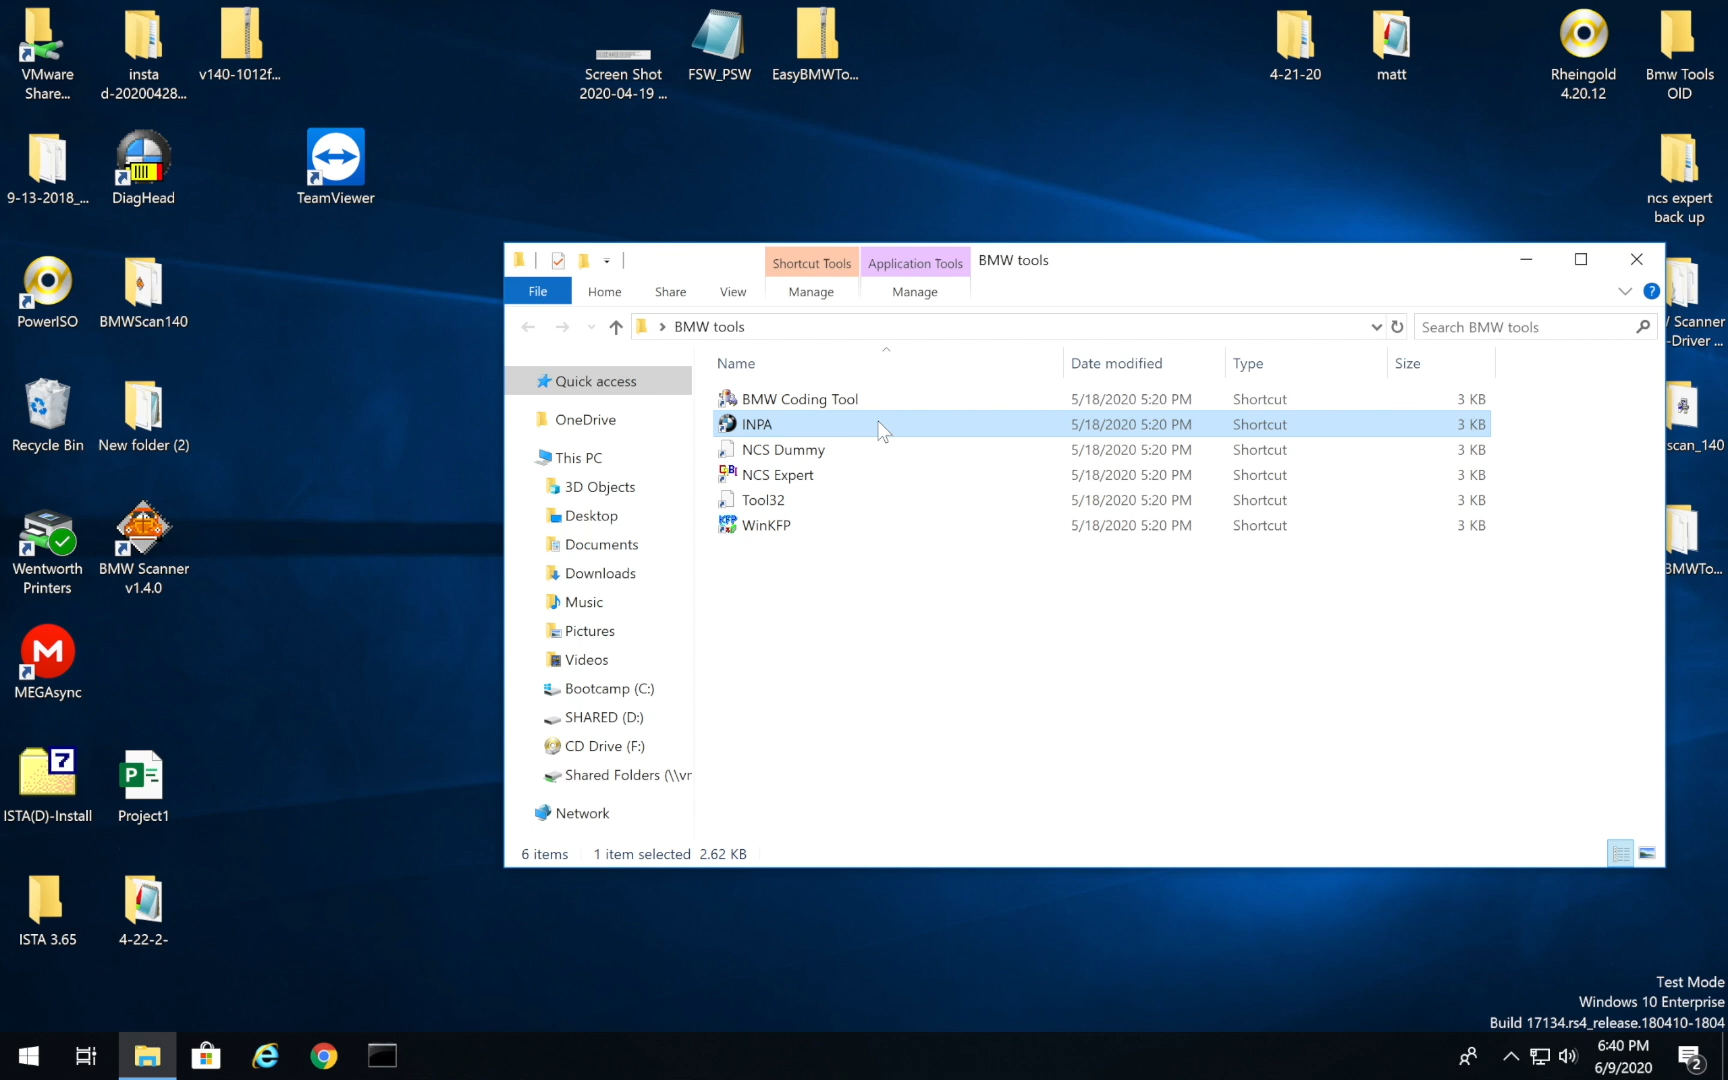 VMware
Share...
insta
d-20200428...
v140-1012f...
Screen Shot
2020-04-19 ...
FSW_PSW
EasyBMWTo...
4-21-20
matt
Rheingold
4.20.12
Bmw Tools
OID
9-13-2018_...
DiagHead
TeamViewer
ncs expert
back up
PowerISO
BMWScan140
Scanner
-Driver ...
Recycle Bin
New folder (2)
scan_140
Wentworth
Printers
BMW Scanner
v1.4.0
BMWTo...
MEGAsync
ISTA(D)-Install
Project1
ISTA 3.65
4-22-2-
Shortcut Tools
Application Tools
BMW tools
File
Home
Share
View
Manage
Manage
BMW tools
Search BMW tools
Name
Date modified
Type
Size
Quick access
OneDrive
This PC
3D Objects
Desktop
Documents
Downloads
Music
Pictures
Videos
Bootcamp (C:)
SHARED (D:)
CD Drive (F:)
Shared Folders (\\vr
Network
BMW Coding Tool 5/18/2020 5:20 PM Shortcut 3 KB
INPA 5/18/2020 5:20 PM Shortcut 3 KB
NCS Dummy 5/18/2020 5:20 PM Shortcut 3 KB
NCS Expert 5/18/2020 5:20 PM Shortcut 3 KB
Tool32 5/18/2020 5:20 PM Shortcut 3 KB
WinKFP 5/18/2020 5:20 PM Shortcut 3 KB
6 items 1 item selected 2.62 KB
Test Mode
Windows 10 Enterprise
Build 17134.rs4_release.180410-1804
6:40 PM
6/9/2020
2